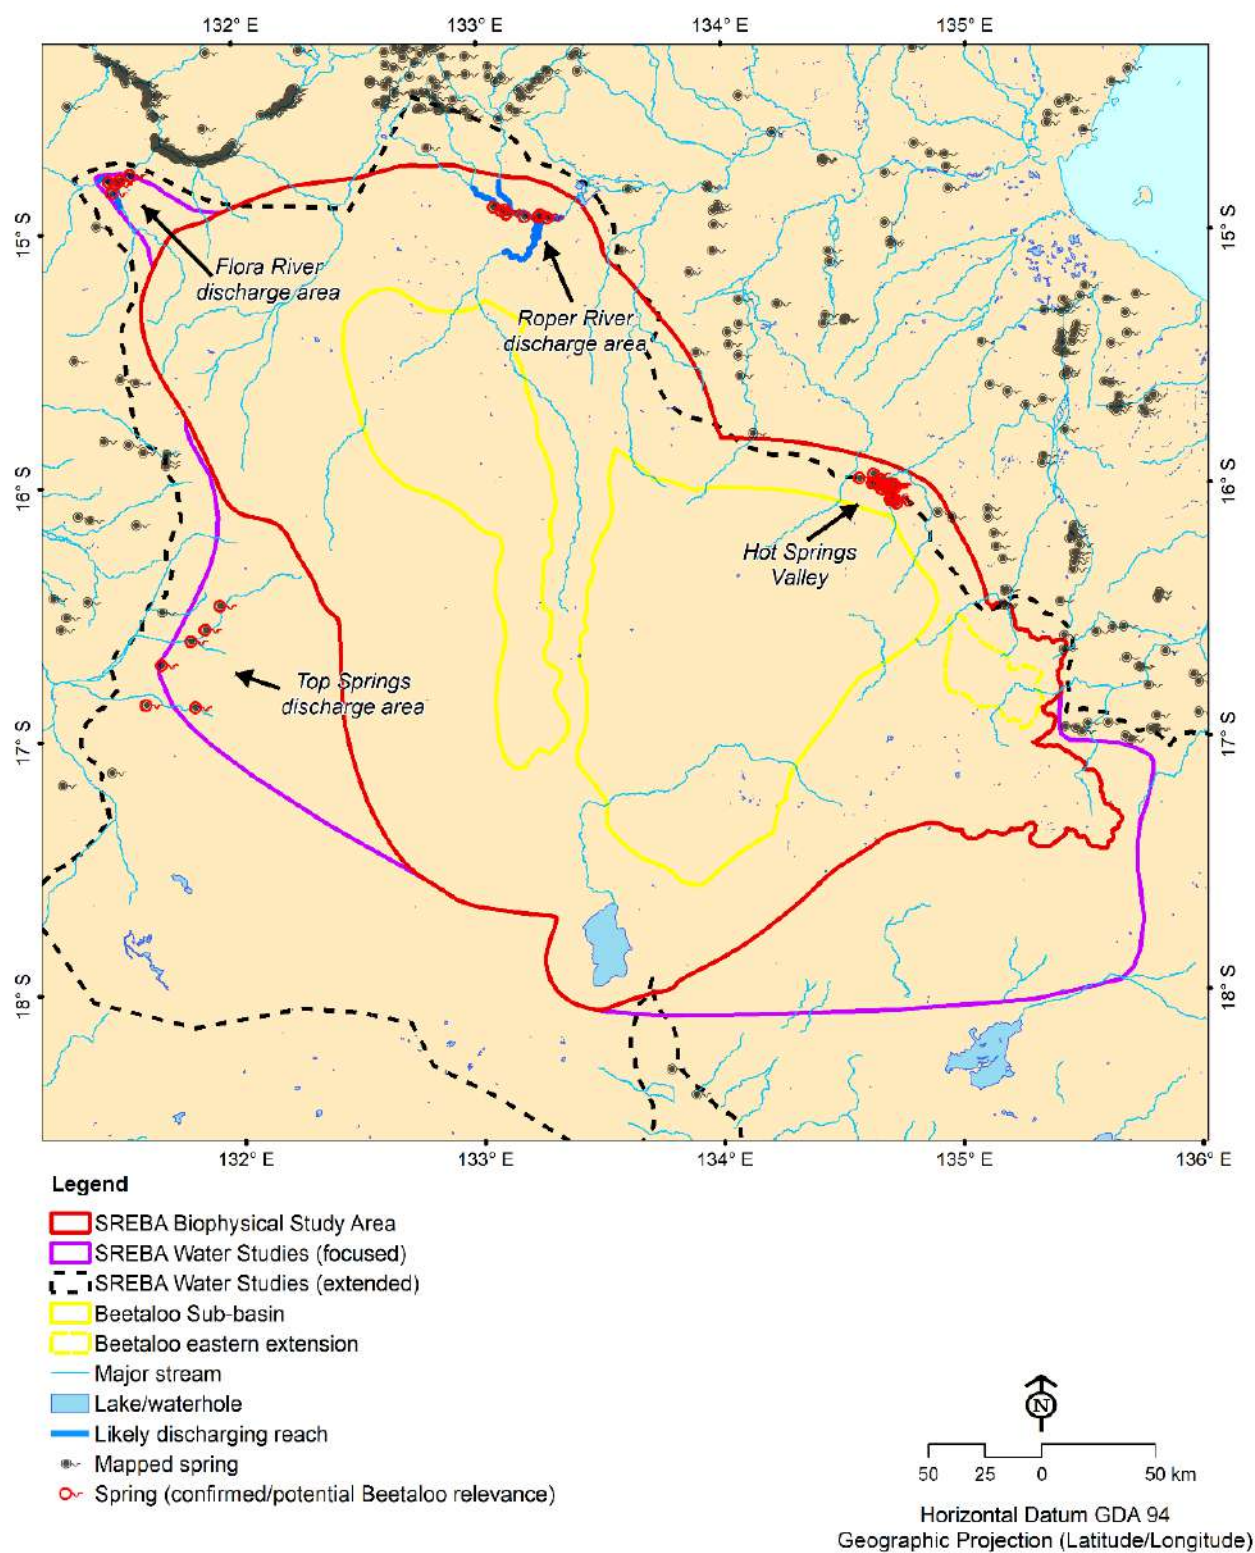 132° E 133° E 134° E 135° E
15° S 15° S
Flora River
discharge area
Roper River
discharge area
16° S 16° S
Hot Springs
Valley
Top Springs
discharge area
17° S 17° S
18° S 18° S
132° E 133° E 134° E 135° E 136° E
Legend
SREBA Biophysical Study Area
SREBA Water Studies (focused)
SREBA Water Studies (extended)
Beetaloo Sub-basin
Beetaloo eastern extension
Major stream
Lake/waterhole
Likely discharging reach
Mapped spring
Spring (confirmed/potential Beetaloo relevance)
N
50 25 0 50 km
Horizontal Datum GDA 94
Geographic Projection (Latitude/Longitude)